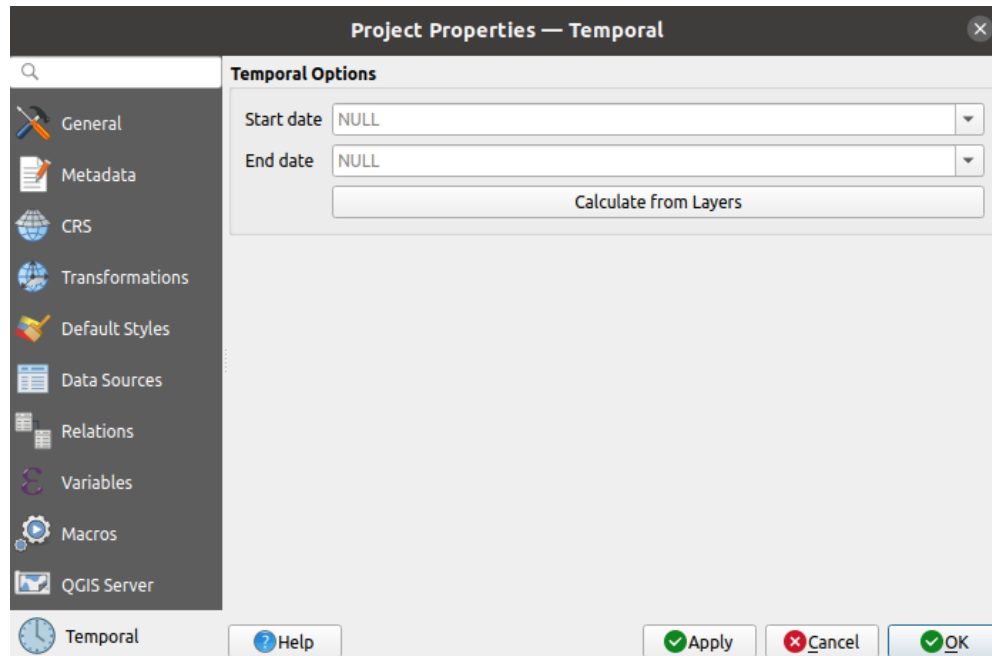 Project Properties — Temporal
Temporal Options
Start date NULL
End date NULL
Calculate from Layers
General
Metadata
CRS
Transformations
Default Styles
Data Sources
Relations
Variables
Macros
QGIS Server
Temporal
Help Apply Cancel OK